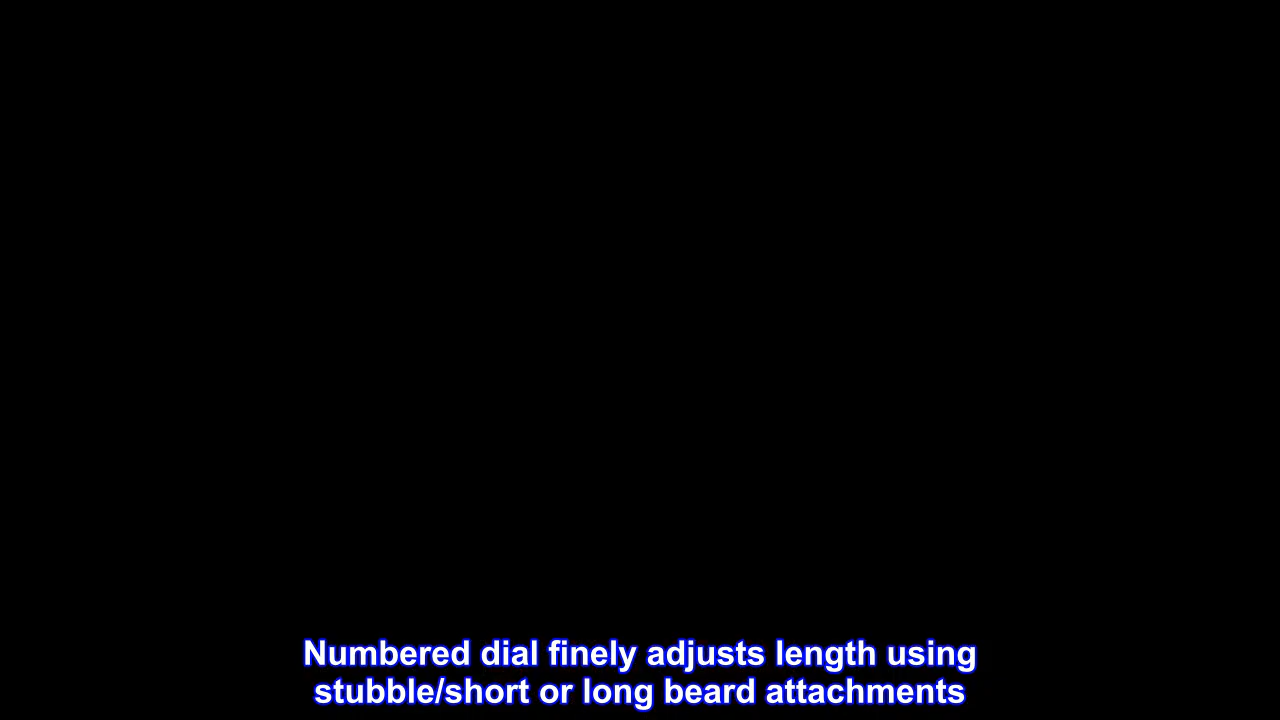 Numbered dial finely adjusts length using
stubble/short or long beard attachments